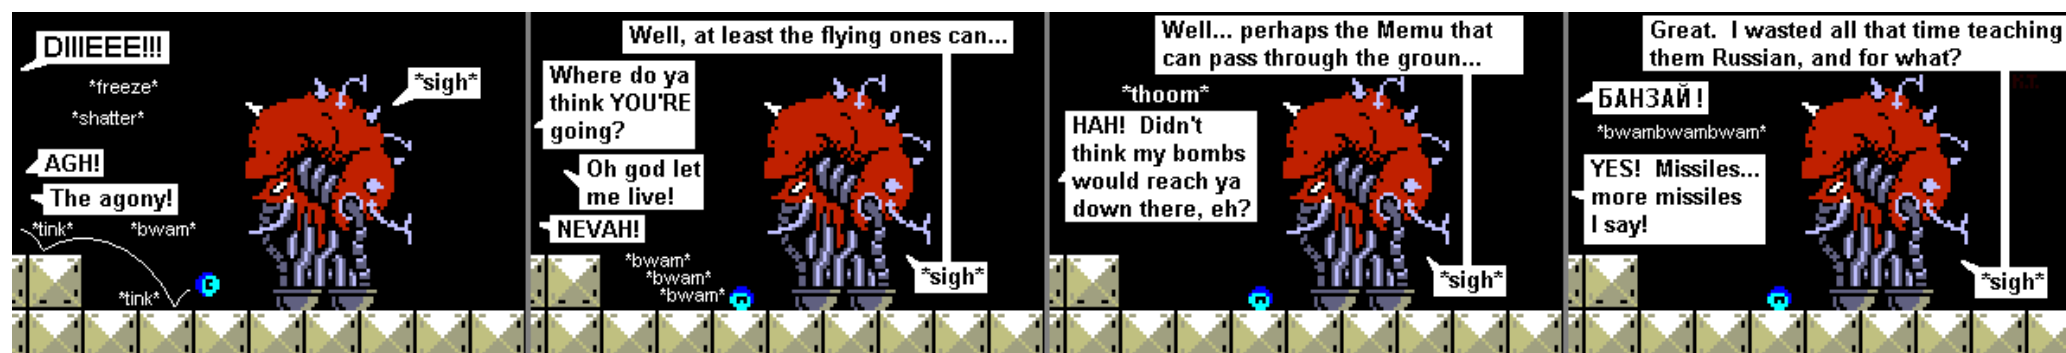 DIIIEEE!!!
*freeze*
*shatter*
*sigh*
AGH!
The agony!
*tink*
*bwam*
*tink*
Well, at least the flying ones can...
Where do ya
think YOU'RE
going?
Oh god let
me live!
NEVAH!
*bwam*
*bwam*
*bwam*
*sigh*
Well... perhaps the Memu that
can pass through the groun...
*thoom*
HAH! Didn't
think my bombs
would reach ya
down there, eh?
*sigh*
Great. I wasted all that time teaching
them Russian, and for what?
БАНЗАЙ!
*bwambwambwam*
YES! Missiles...
more missiles
I say!
*sigh*